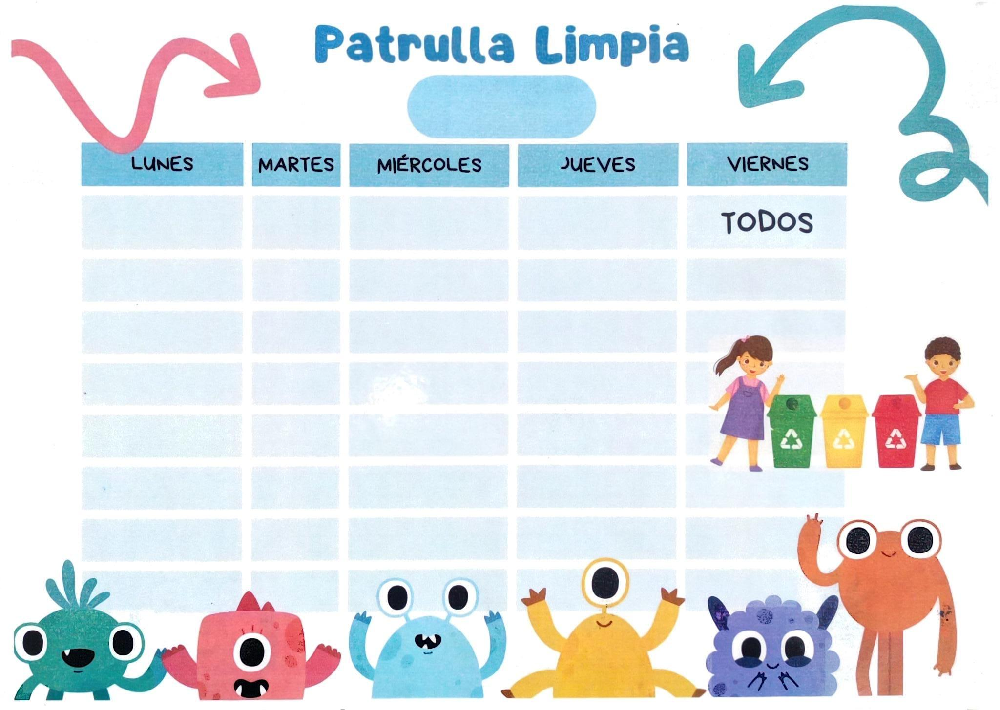 Patrulla Limpia
LUNES MARTES MIÉRCOLES JUEVES VIERNES
TODOS